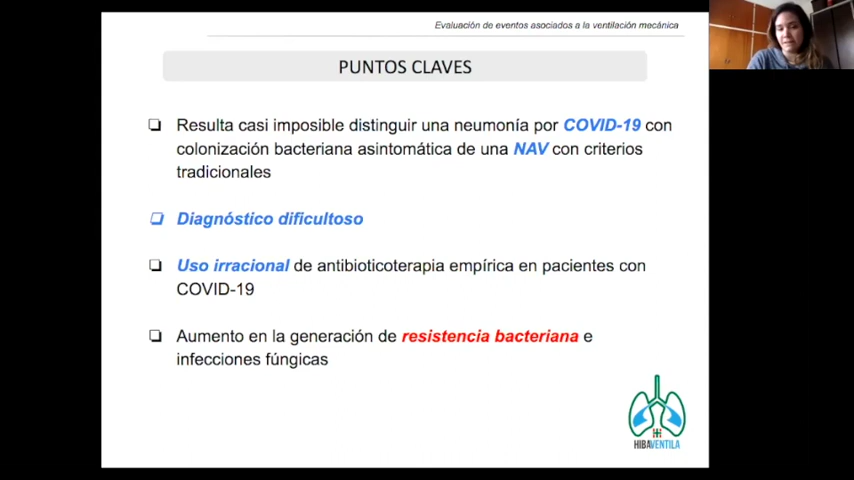 Evaluación de eventos asociados a la ventilación mecánica
PUNTOS CLAVES
Resulta casi imposible distinguir una neumonía por COVID-19 con
colonización bacteriana asintomática de una NAV con criterios
tradicionales
Diagnóstico dificultoso
Uso irracional de antibioticoterapia empírica en pacientes con
COVID-19
Aumento en la generación de resistencia bacteriana e
infecciones fúngicas
HIBAVENTILA